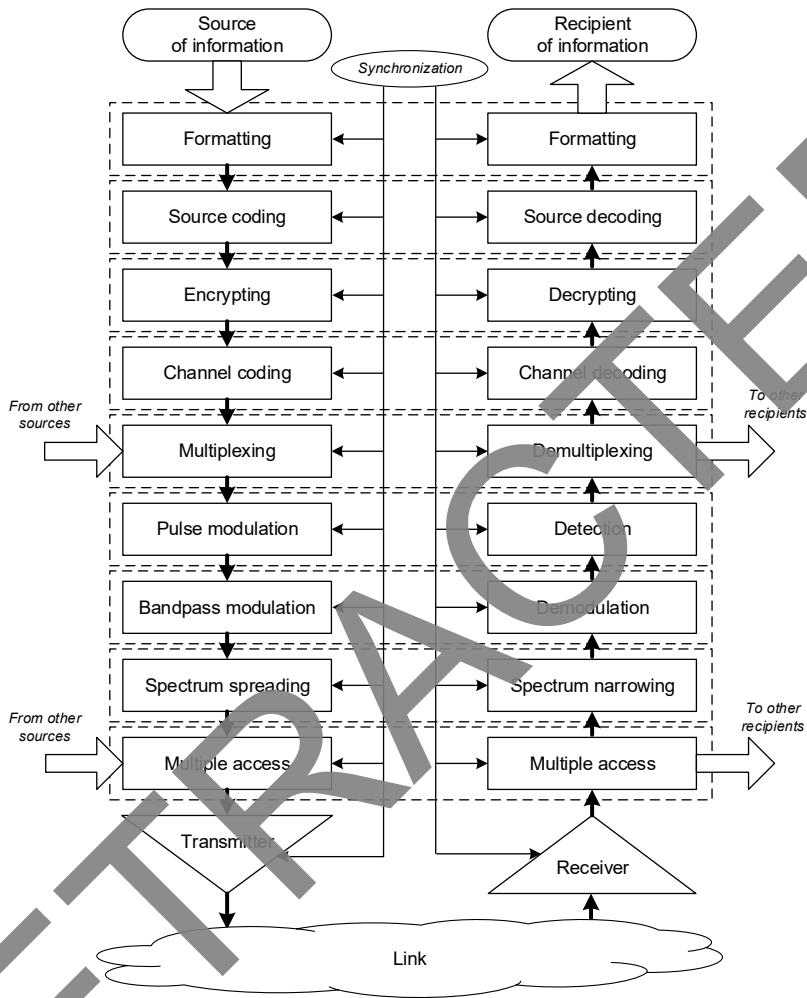 Source
of information
Recipient
of information
Synchronization
Formatting
Formatting
Source coding
Source decoding
Encrypting
Decrypting
Channel coding
Channel decoding
From other
sources
To other
recipients
Multiplexing
Demultiplexing
Pulse modulation
Detection
Bandpass modulation
Demodulation
Spectrum spreading
Spectrum narrowing
From other
sources
To other
recipients
Multiple access
Multiple access
Transmitter
Receiver
Link
TRACTE